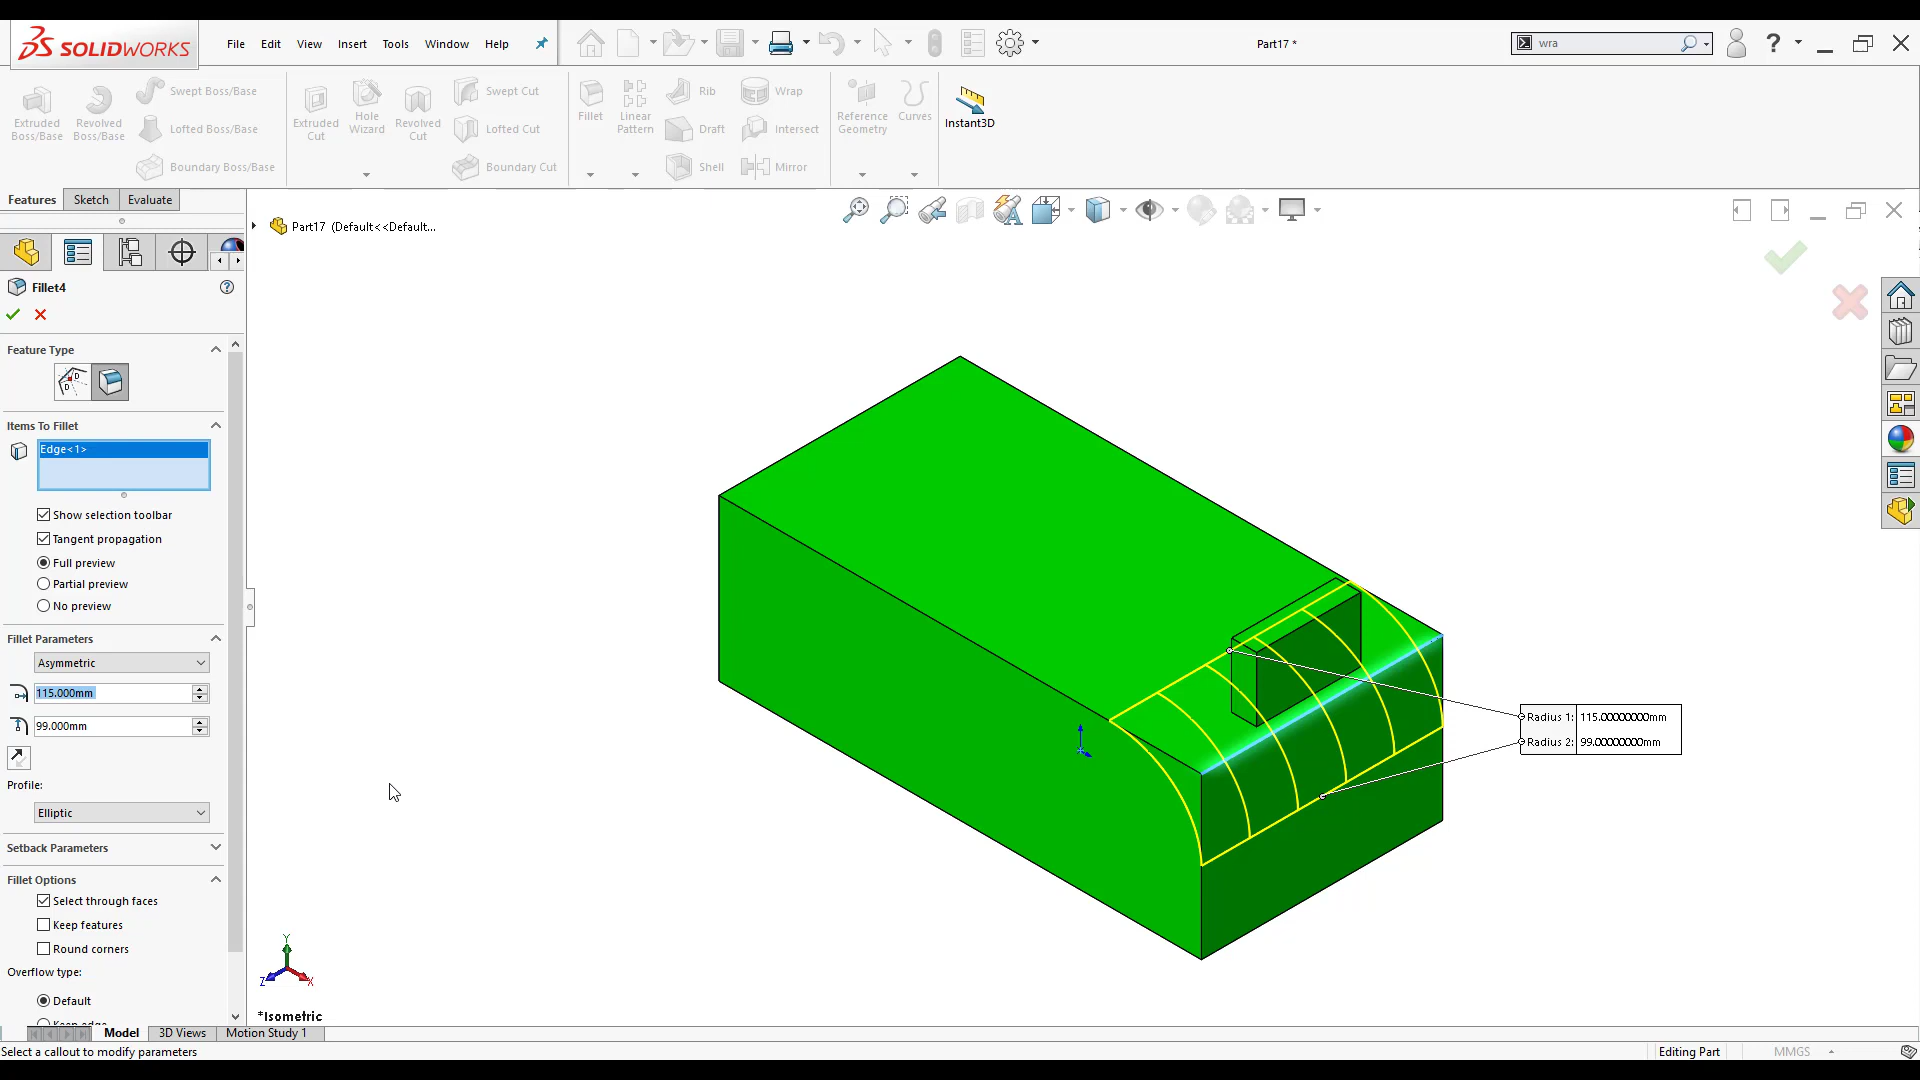 SOLIDWORKS
File Edit View Insert Tools Window Help
Part17 *
wra
Extruded Boss/Base
Revolved Boss/Base
Swept Boss/Base
Lofted Boss/Base
Boundary Boss/Base
Extruded Cut
Hole Wizard
Revolved Cut
Swept Cut
Lofted Cut
Boundary Cut
Fillet
Linear Pattern
Rib
Draft
Shell
Wrap
Intersect
Mirror
Reference Geometry
Curves
Instant3D
Features Sketch Evaluate
Part17 (Default<<Default...
Fillet4
Feature Type
Items To Fillet
Edge<1>
Show selection toolbar
Tangent propagation
Full preview
Partial preview
No preview
Fillet Parameters
Asymmetric
115.000mm
99.000mm
Profile:
Elliptic
Setback Parameters
Fillet Options
Select through faces
Keep features
Round corners
Overflow type:
Default
Keep edge
Radius 1: 115.00000000mm
Radius 2: 99.00000000mm
Y
Z
X
*Isometric
Model 3D Views Motion Study 1
Select a callout to modify parameters
Editing Part
MMGS